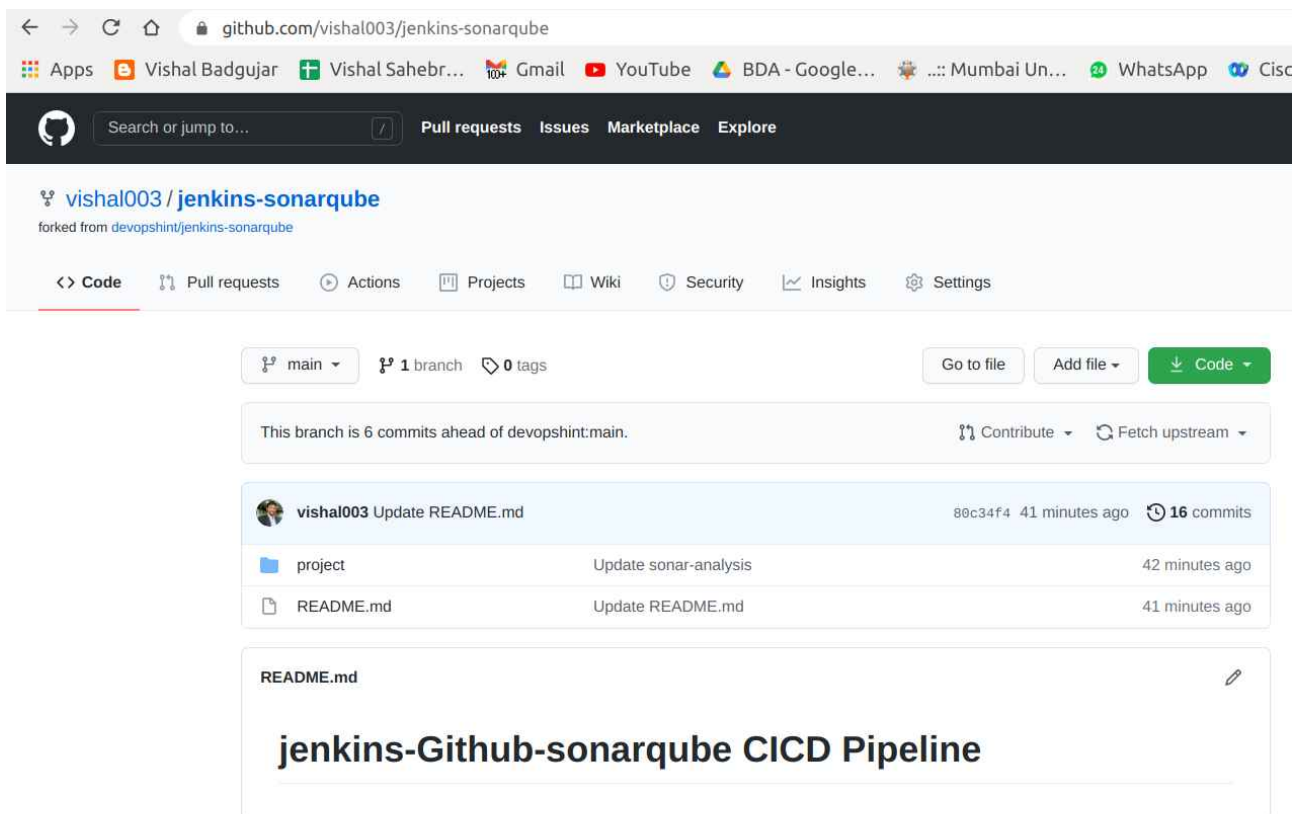 github.com/vishal003/jenkins-sonarqube
Apps Vishal Badgujar Vishal Sahebr... 100+ Gmail YouTube BDA - Google... ..:: Mumbai Un... 24 WhatsApp Cisc
Search or jump to... / Pull requests Issues Marketplace Explore
vishal003 / jenkins-sonarqube
forked from devopshint/jenkins-sonarqube
<> Code Pull requests Actions Projects Wiki Security Insights Settings
main 1 branch 0 tags Go to file Add file Code
This branch is 6 commits ahead of devopshint:main. Contribute Fetch upstream
vishal003 Update README.md 80c34f4 41 minutes ago 16 commits
project Update sonar-analysis 42 minutes ago
README.md Update README.md 41 minutes ago
README.md
jenkins-Github-sonarqube CICD Pipeline